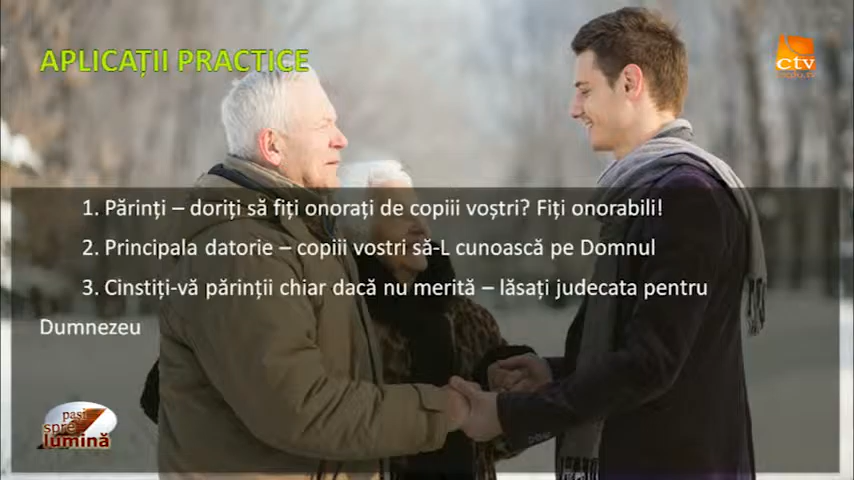 APLICAȚII PRACTICE
ctv
1. Părinți – doriți să fiți onorați de copiii voștri? Fiți onorabili!
2. Principala datorie – copiii vostri să-L cunoască pe Domnul
3. Cinstiți-vă părinții chiar dacă nu merită – lăsați judecata pentru
Dumnezeu
pași
spre
lumină